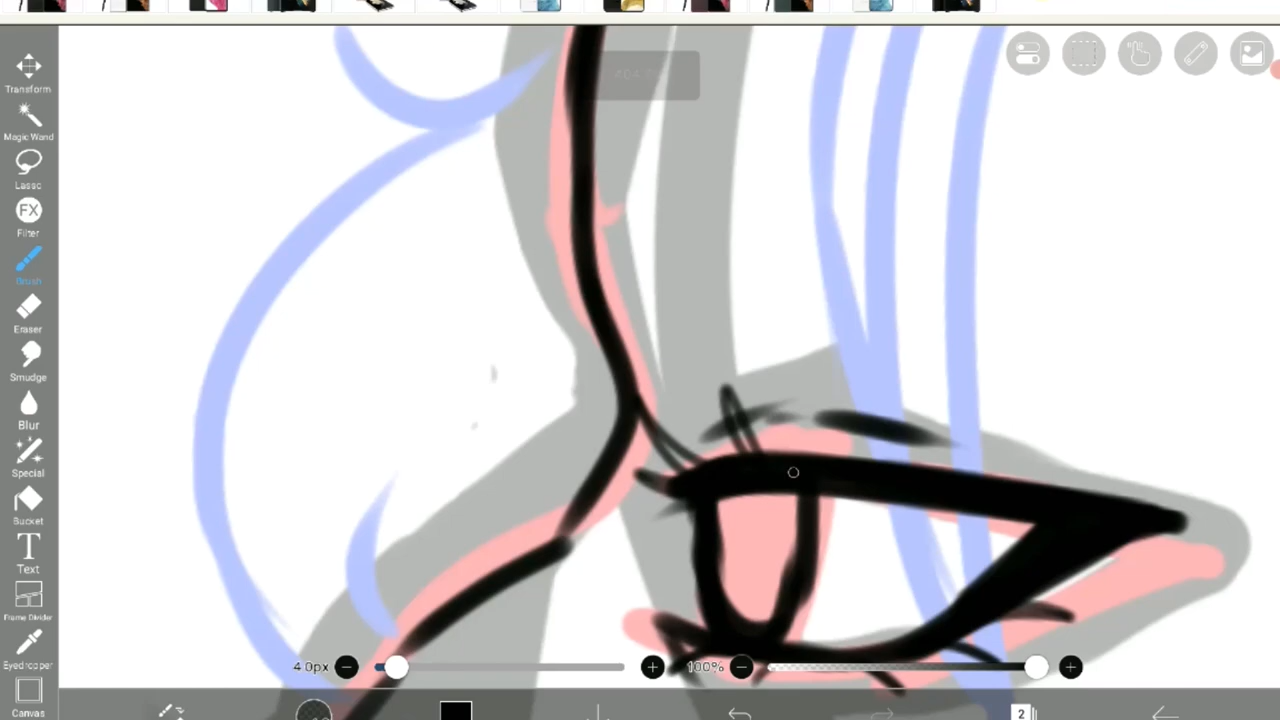 Transform
Magic Wand
Lasso
FX
Filter
Brush
Eraser
Smudge
Blur
Special
Bucket
T
Text
Frame Divider
Eyedropper
Canvas
4.0px
100%
2